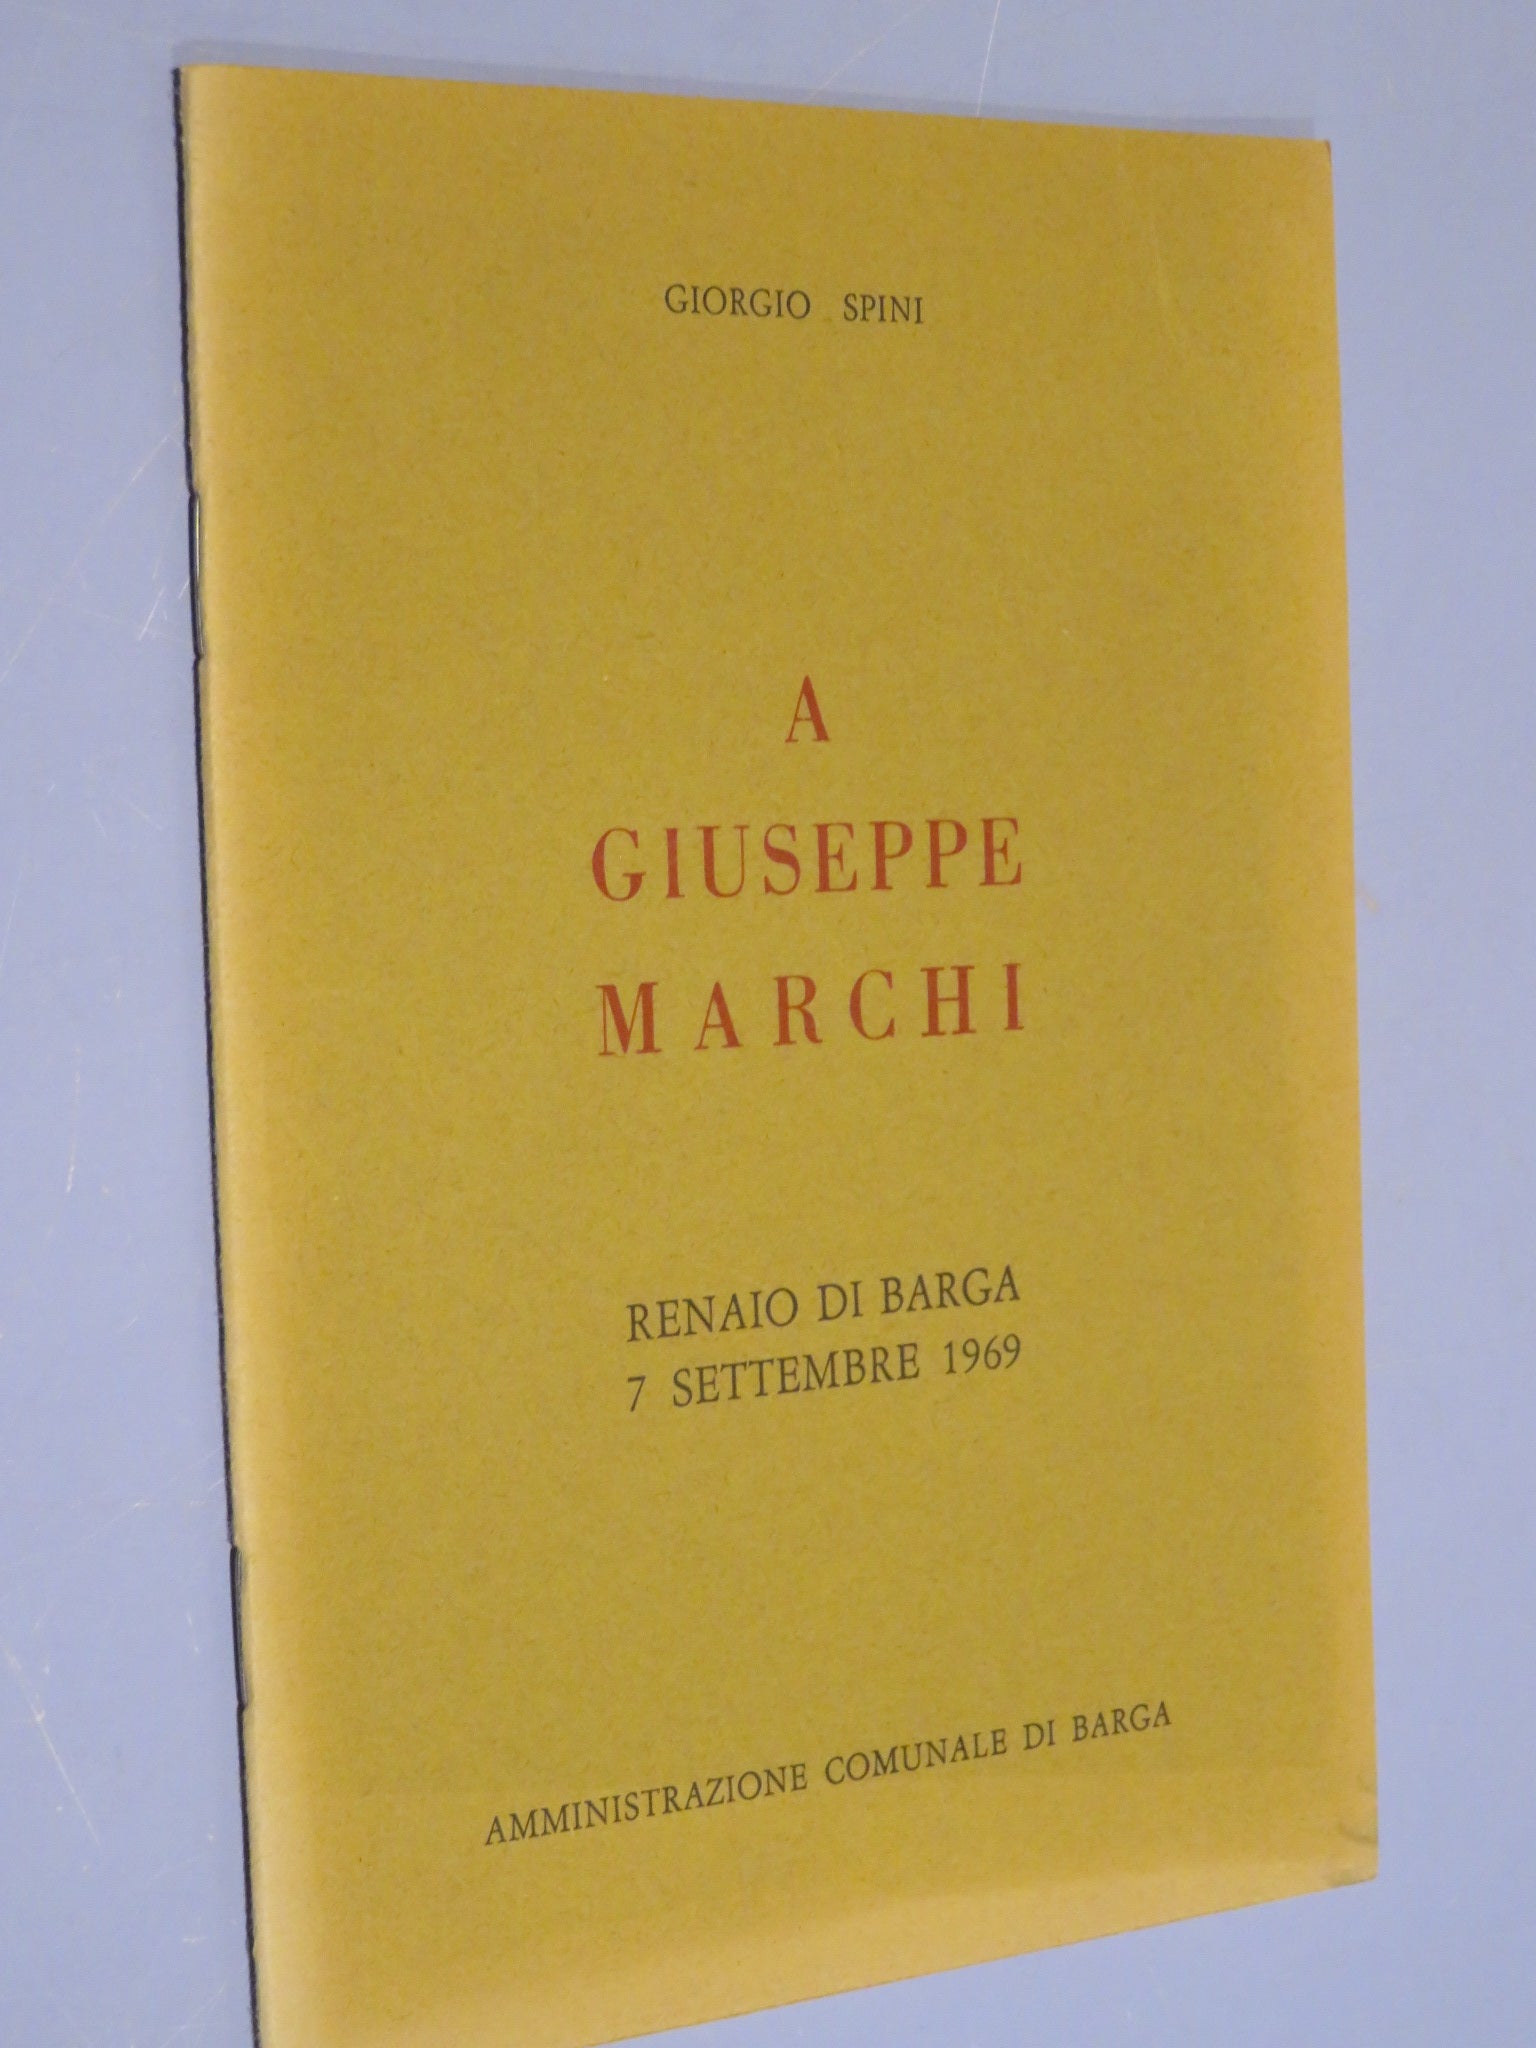 GIORGIO SPINI
A
GIUSEPPE
MARCHI
RENAIO DI BARGA
7 SETTEMBRE 1969
AMMINISTRAZIONE COMUNALE DI BARGA